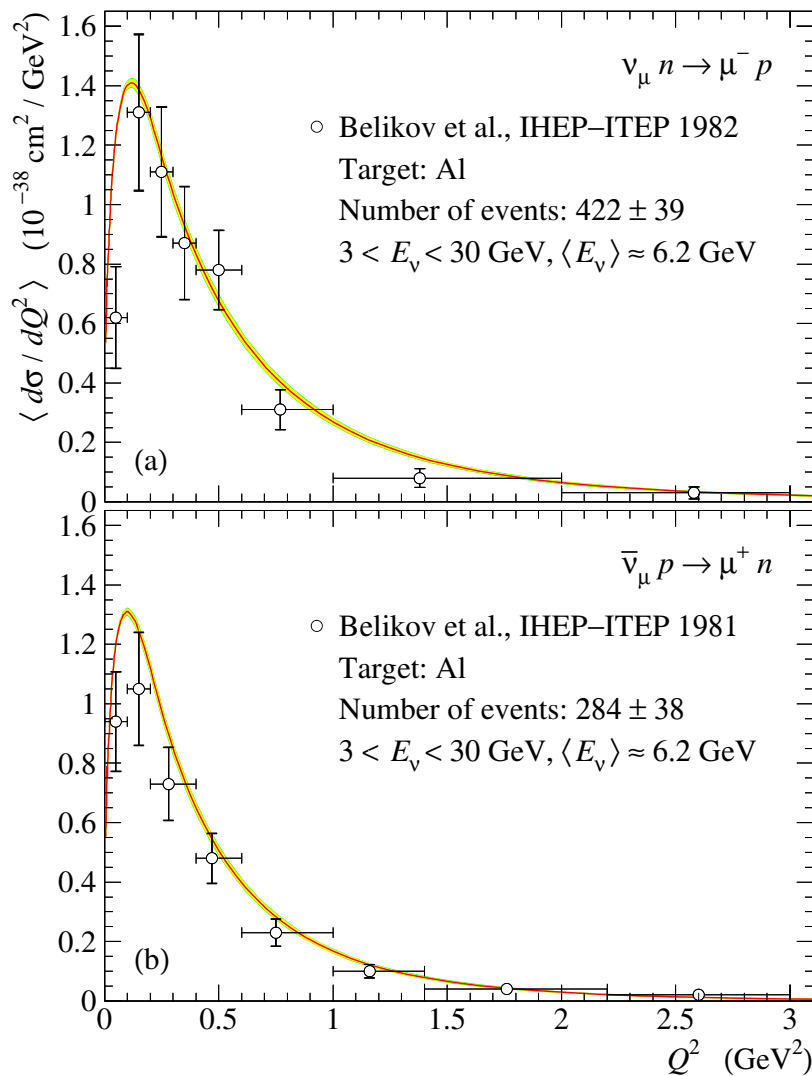 ⟨ dσ / dQ² ⟩ (10⁻³⁸ cm² / GeV²)
1.6
1.4
1.2
1
0.8
0.6
0.4
0.2
0
ν_μ n → μ⁻ p
Belikov et al., IHEP–ITEP 1982
Target: Al
Number of events: 422 ± 39
3 < E_ν < 30 GeV, ⟨E_ν⟩ ≈ 6.2 GeV
(a)
1.6
1.4
1.2
1
0.8
0.6
0.4
0.2
0
ν̅_μ p → μ⁺ n
Belikov et al., IHEP–ITEP 1981
Target: Al
Number of events: 284 ± 38
3 < E_ν < 30 GeV, ⟨E_ν⟩ ≈ 6.2 GeV
(b)
0 0.5 1 1.5 2 2.5 3
Q² (GeV²)